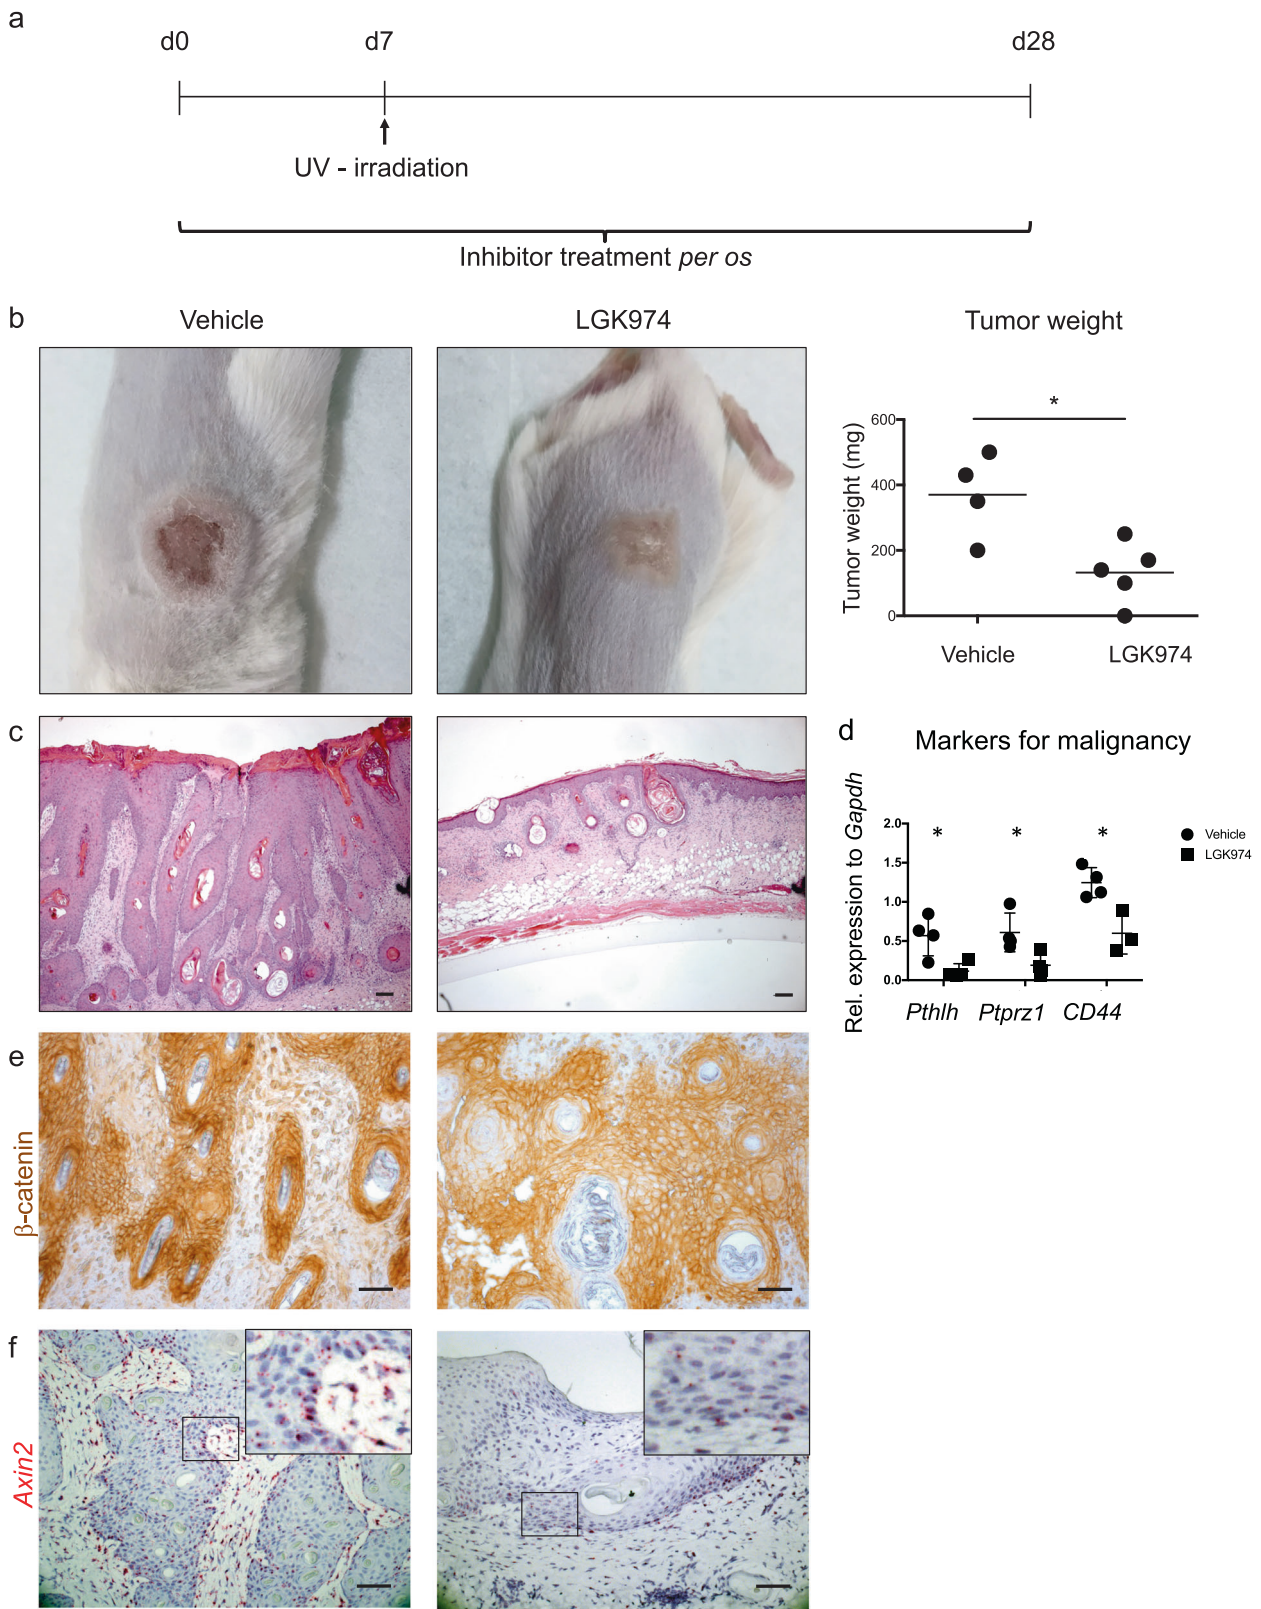 a
d0 d7 d28
UV - irradiation
Inhibitor treatment per os
b
Vehicle LGK974 Tumor weight
*
Tumor weight (mg)
600
400
200
0
Vehicle LGK974
c
d
Markers for malignancy
Rel. expression to Gapdh
2.0
1.5
1.0
0.5
0.0
* * *
Vehicle
LGK974
Pthlh Ptprz1 CD44
e
β-catenin
f
Axin2